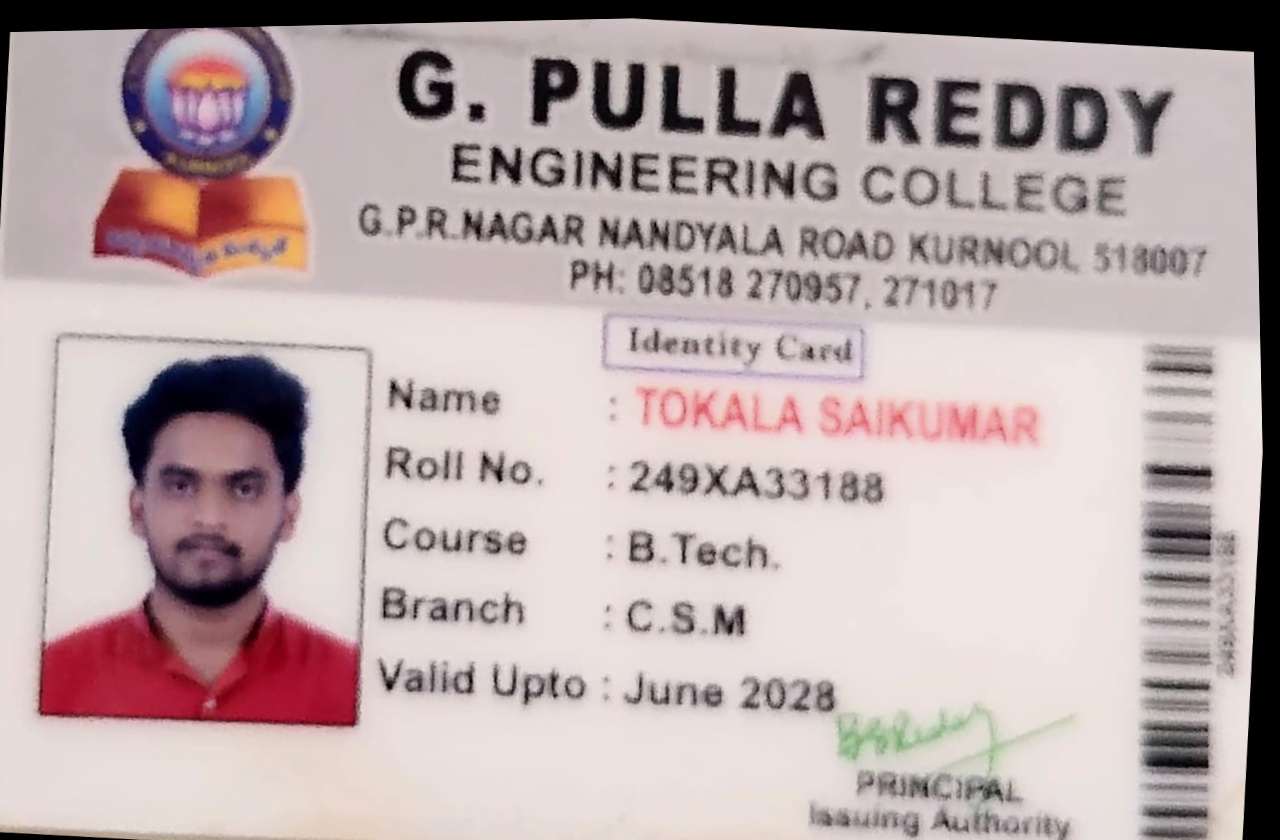 G. PULLA REDDY
ENGINEERING COLLEGE
G.P.R.NAGAR NANDYALA ROAD KURNOOL 518007
PH: 08518 270957, 271017
Identity Card
Name : TOKALA SAIKUMAR
Roll No. : 249XA33188
Course : B.Tech.
Branch : C.S.M
Valid Upto : June 2028
PRINCIPAL
Issuing Authority
249XA33188